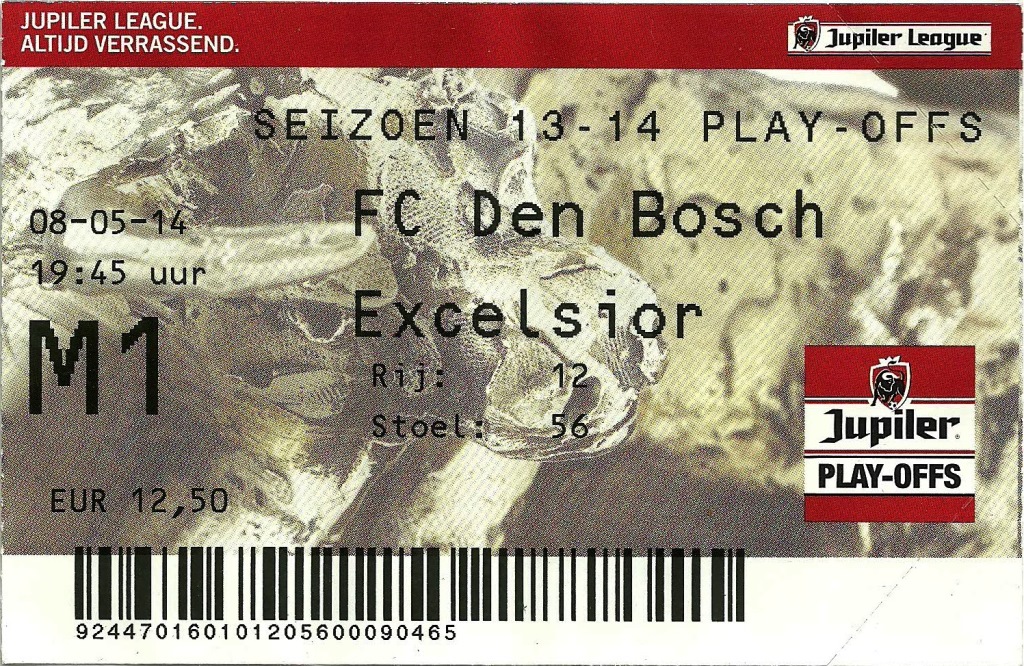 JUPILER LEAGUE.
ALTIJD VERRASSEND.
Jupiler League
SEIZOEN 13-14 PLAY-OFFS
08-05-14
FC Den Bosch
19:45 uur
Excelsior
M1
Rij: 12
Stoel: 56
Jupiler
PLAY-OFFS
EUR 12,50
924470160101205600090465